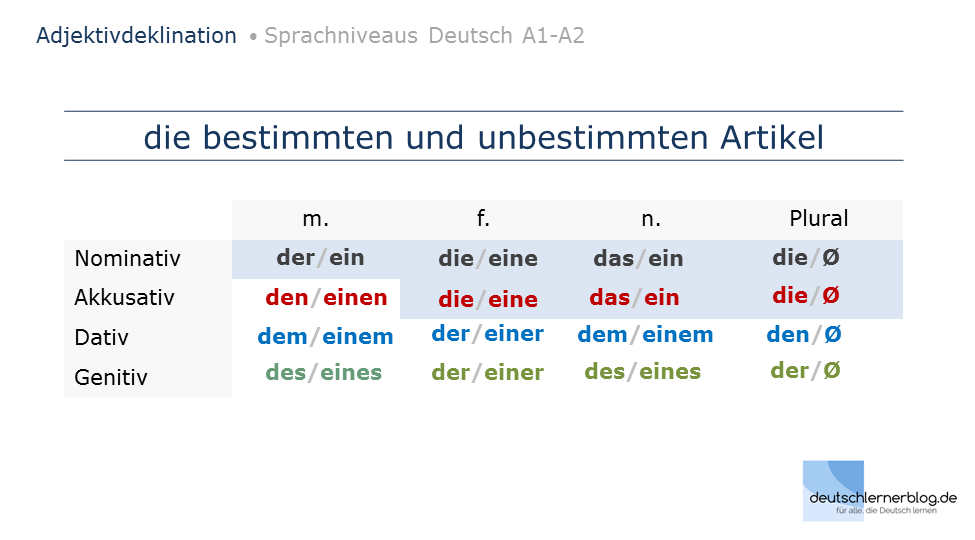 Adjektivdeklination • Sprachniveaus Deutsch A1-A2
die bestimmten und unbestimmten Artikel
m. f. n. Plural
Nominativ der/ein die/eine das/ein die/Ø
Akkusativ den/einen die/eine das/ein die/Ø
Dativ dem/einem der/einer dem/einem den/Ø
Genitiv des/eines der/einer des/eines der/Ø
deutschlernerblog.de
für alle, die Deutsch lernen